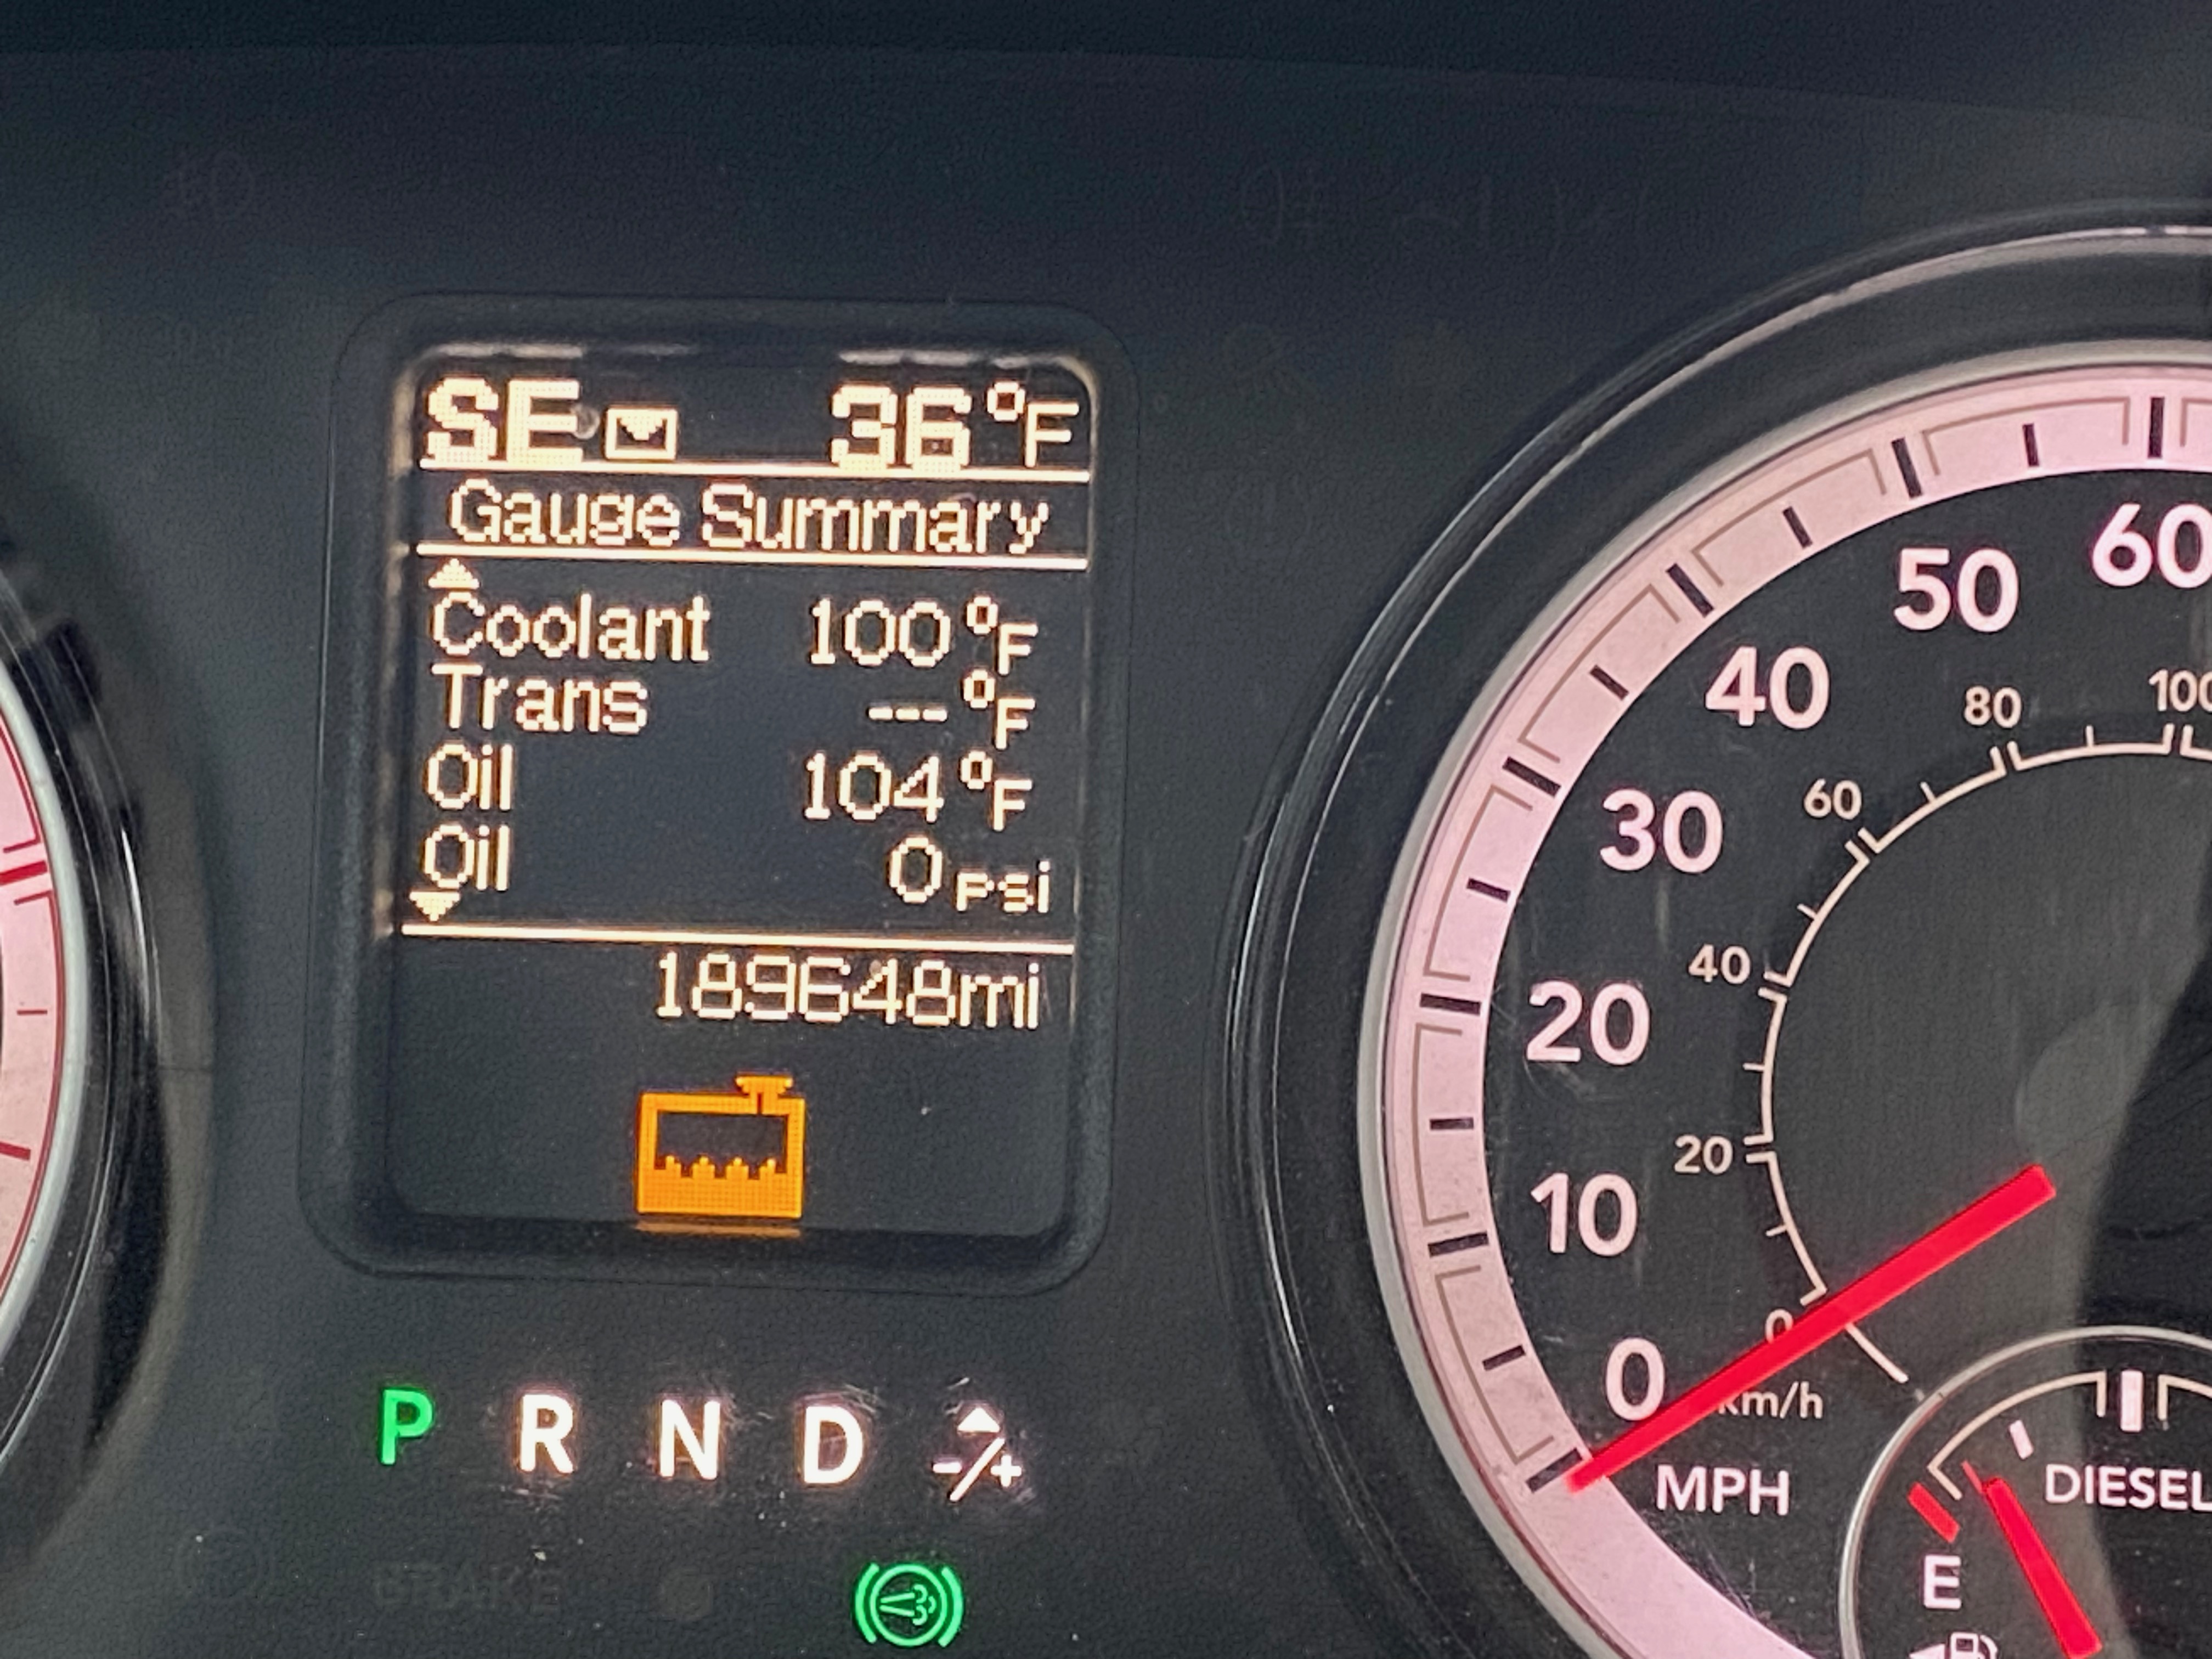 SE 36°F
Gauge Summary
Coolant 100°F
Trans ---°F
Oil 104°F
Oil 0 psi
189648mi
P R N D -/+
BRAKE
60
50
40
30
20
10
0
100
80
60
40
20
0
km/h
MPH
DIESEL
E